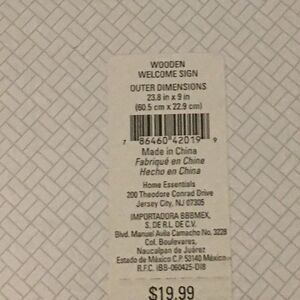 WOODEN
WELCOME SIGN
OUTER DIMENSIONS
23.8 in x 9 in
(60.5 cm x 22.9 cm)
7 86460 42019 9
Made in China
Fabriqué en Chine
Hecho en China
Home Essentials
200 Theodore Conrad Drive
Jersey City, NJ 07305
IMPORTADORA BBBMEX,
S. DE R.L. DE C.V.
Blvd. Manuel Avila Camacho No. 3228
Col. Boulevares,
Naucalpan de Juárez
Estado de México C.P. 53140 México
R.F.C. IBB-060425-DI8
$19.99